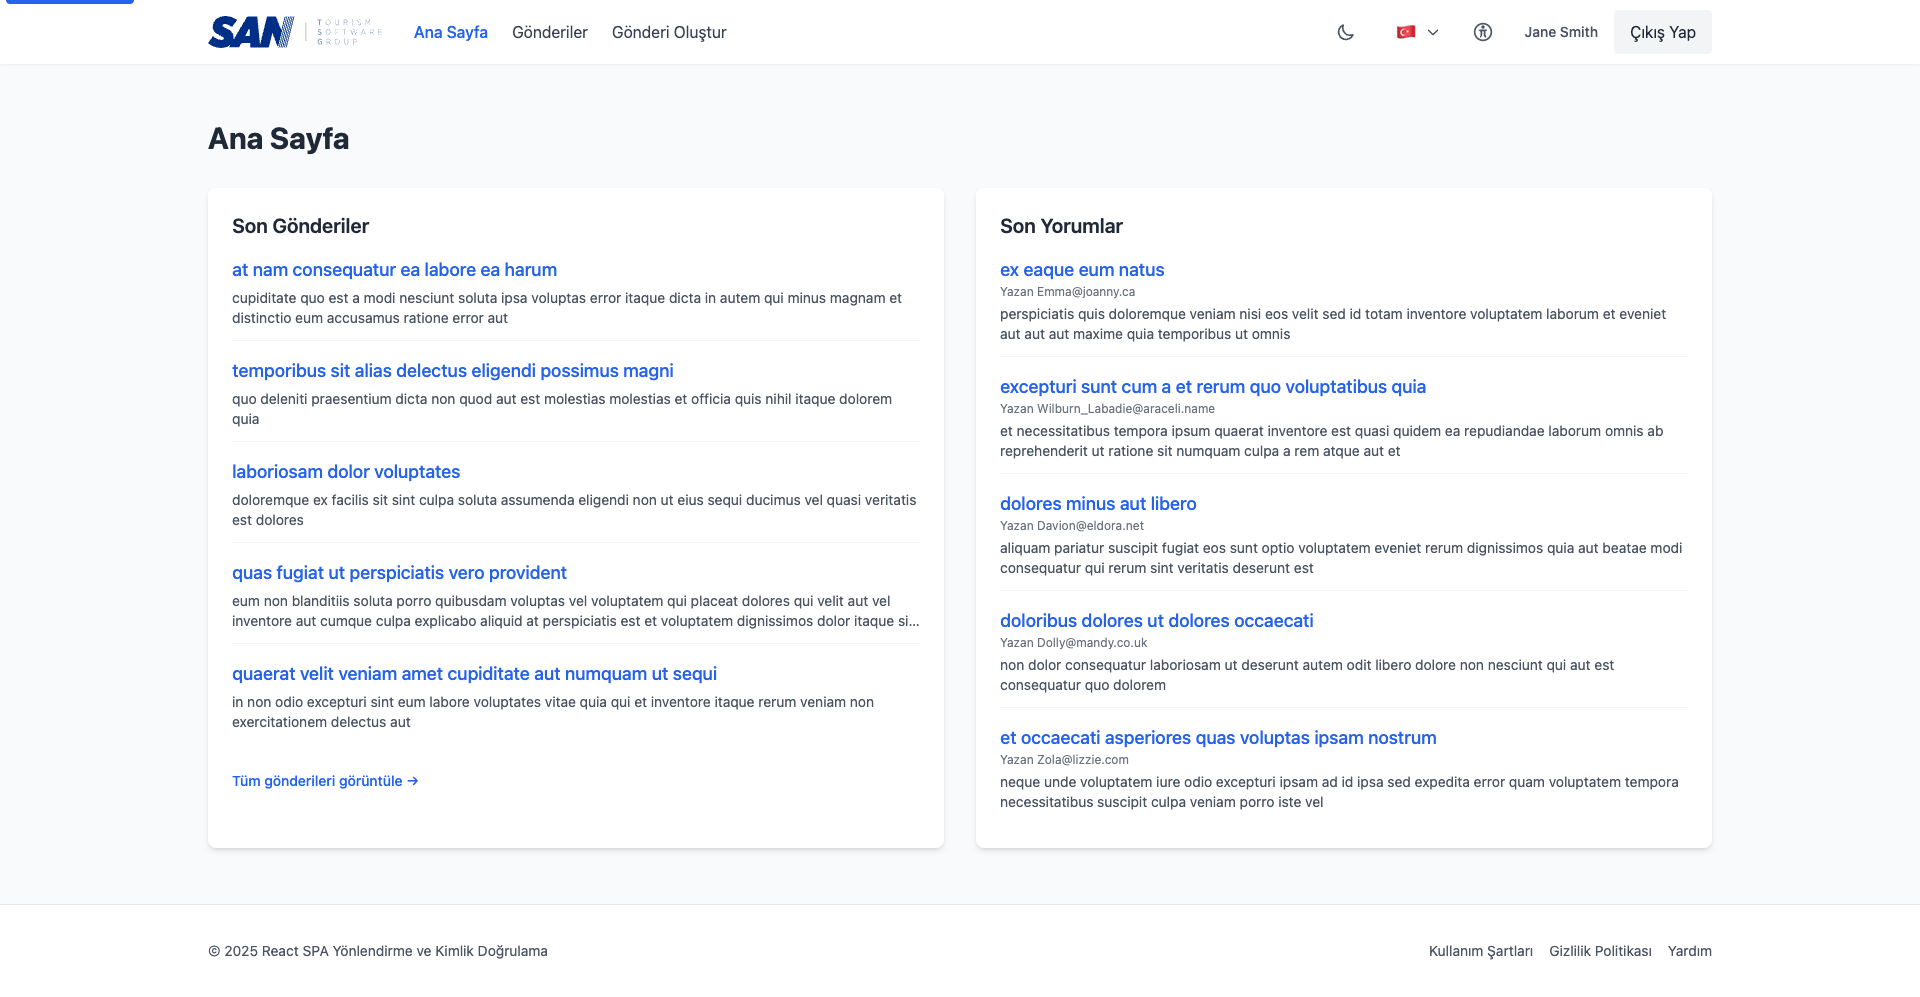 SAN TOURISM
SOFTWARE
GROUP
Ana Sayfa Gönderiler Gönderi Oluştur Jane Smith Çıkış Yap
Ana Sayfa
Son Gönderiler
at nam consequatur ea labore ea harum
cupiditate quo est a modi nesciunt soluta ipsa voluptas error itaque dicta in autem qui minus magnam et
distinctio eum accusamus ratione error aut
temporibus sit alias delectus eligendi possimus magni
quo deleniti praesentium dicta non quod aut est molestias molestias et officia quis nihil itaque dolorem
quia
laboriosam dolor voluptates
doloremque ex facilis sit sint culpa soluta assumenda eligendi non ut eius sequi ducimus vel quasi veritatis
est dolores
quas fugiat ut perspiciatis vero provident
eum non blanditiis soluta porro quibusdam voluptas vel voluptatem qui placeat dolores qui velit aut vel
inventore aut cumque culpa explicabo aliquid at perspiciatis est et voluptatem dignissimos dolor itaque si...
quaerat velit veniam amet cupiditate aut numquam ut sequi
in non odio excepturi sint eum labore voluptates vitae quia qui et inventore itaque rerum veniam non
exercitationem delectus aut
Tüm gönderileri görüntüle →
Son Yorumlar
ex eaque eum natus
Yazan Emma@joanny.ca
perspiciatis quis doloremque veniam nisi eos velit sed id totam inventore voluptatem laborum et eveniet
aut aut aut maxime quia temporibus ut omnis
excepturi sunt cum a et rerum quo voluptatibus quia
Yazan Wilburn_Labadie@araceli.name
et necessitatibus tempora ipsum quaerat inventore est quasi quidem ea repudiandae laborum omnis ab
reprehenderit ut ratione sit numquam culpa a rem atque aut et
dolores minus aut libero
Yazan Davion@eldora.net
aliquam pariatur suscipit fugiat eos sunt optio voluptatem eveniet rerum dignissimos quia aut beatae modi
consequatur qui rerum sint veritatis deserunt est
doloribus dolores ut dolores occaecati
Yazan Dolly@mandy.co.uk
non dolor consequatur laboriosam ut deserunt autem odit libero dolore non nesciunt qui aut est
consequatur quo dolorem
et occaecati asperiores quas voluptas ipsam nostrum
Yazan Zola@lizzie.com
neque unde voluptatem iure odio excepturi ipsam ad id ipsa sed expedita error quam voluptatem tempora
necessitatibus suscipit culpa veniam porro iste vel
© 2025 React SPA Yönlendirme ve Kimlik Doğrulama
Kullanım Şartları Gizlilik Politikası Yardım